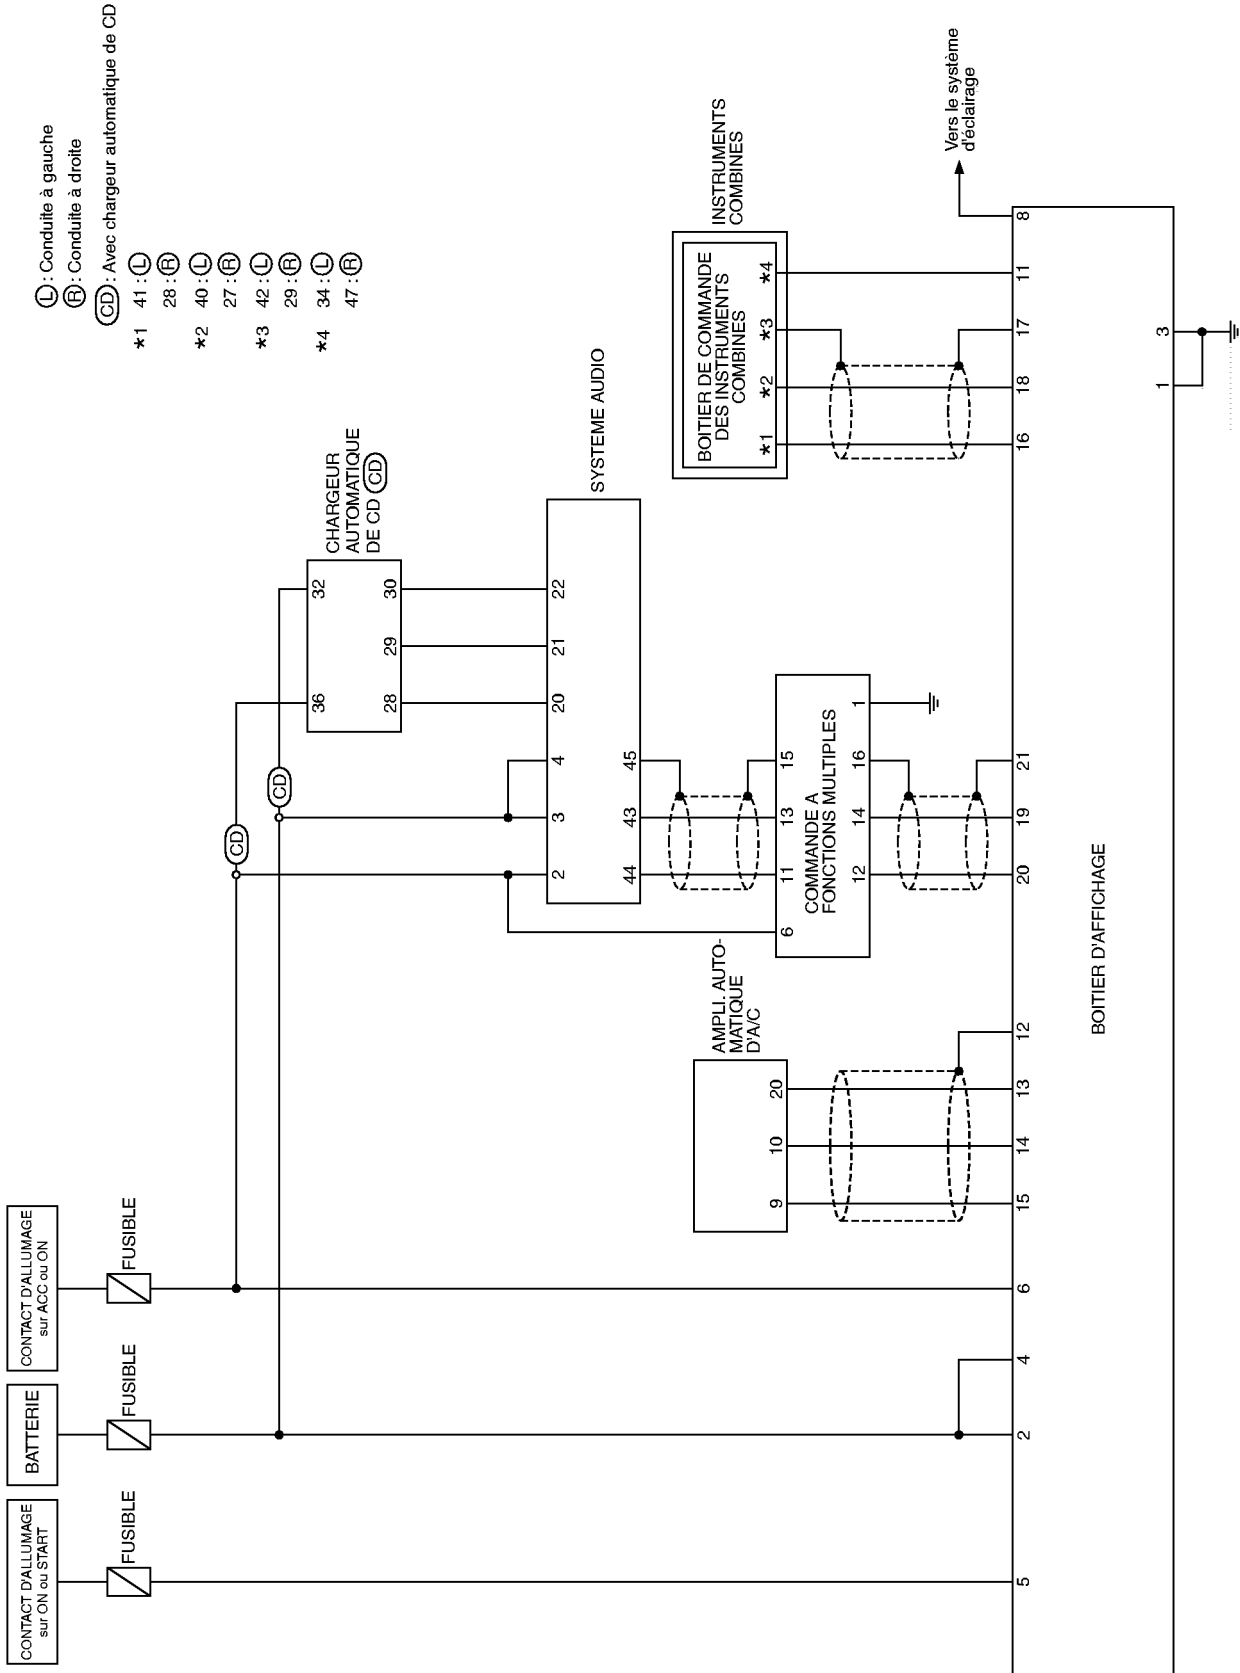 CONTACT D'ALLUMAGE
sur ON ou START
BATTERIE
CONTACT D'ALLUMAGE
sur ACC ou ON
FUSIBLE
FUSIBLE
FUSIBLE
CD
CD
L : Conduite à gauche
R : Conduite à droite
CD : Avec chargeur automatique de CD
*1 41 : L
28 : R
*2 40 : L
27 : R
*3 42 : L
29 : R
*4 34 : L
47 : R
CHARGEUR
AUTOMATIQUE
DE CD CD
36 32
28 29 30
SYSTEME AUDIO
2 3 4 20 21 22
44 43 45
AMPLI. AUTO-
MATIQUE
D'A/C
9 10 20
6 11 13 15
COMMANDE A
FONCTIONS MULTIPLES
12 14 16 1
INSTRUMENTS
COMBINES
BOITIER DE COMMANDE
DES INSTRUMENTS
COMBINES
*1 *2 *3 *4
Vers le système
d'éclairage
5 2 4 6 15 14 13 12 20 19 21 16 18 17 11 8
BOITIER D'AFFICHAGE
1 3